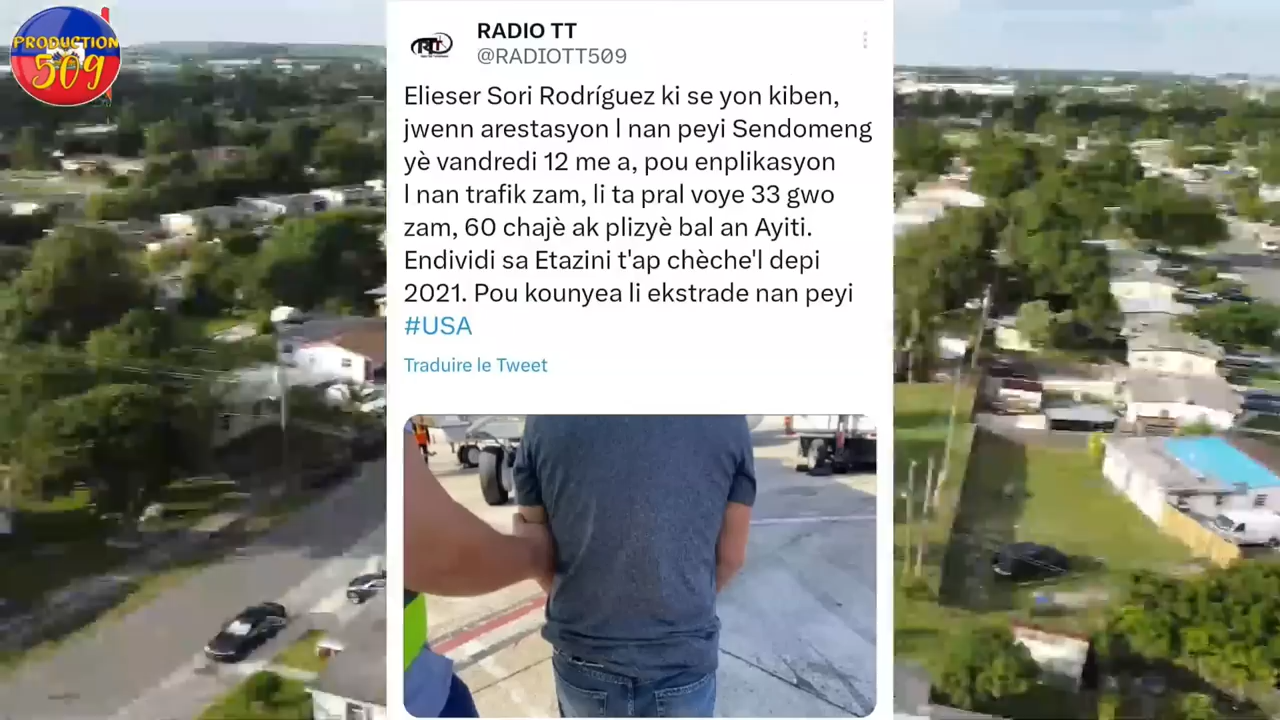 PRODUCTION
509
RADIO TT
@RADIOTT509
Elieser Sori Rodríguez ki se yon kiben,
jwenn arestasyon l nan peyi Sendomeng
yè vandredi 12 me a, pou enplikasyon
l nan trafik zam, li ta pral voye 33 gwo
zam, 60 chajè ak plizyè bal an Ayiti.
Endividi sa Etazini t'ap chèche'l depi
2021. Pou kounyea li ekstrade nan peyi
#USA
Traduire le Tweet